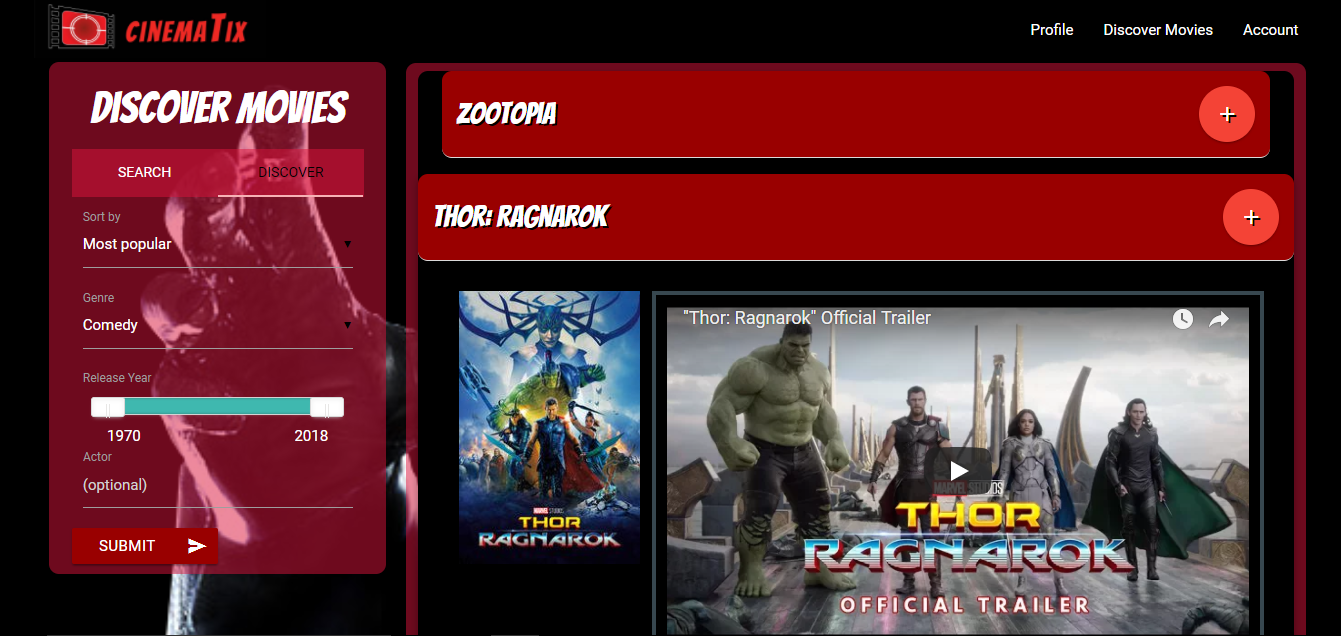 CINEMATIX
Profile
Discover Movies
Account
DISCOVER MOVIES
SEARCH
DISCOVER
Sort by
Most popular
Genre
Comedy
Release Year
1970
2018
Actor
(optional)
SUBMIT
ZOOTOPIA
+
THOR: RAGNAROK
+
MARVEL STUDIOS
THOR
RAGNAROK
"Thor: Ragnarok" Official Trailer
MARVEL STUDIOS
THOR
RAGNAROK
OFFICIAL TRAILER